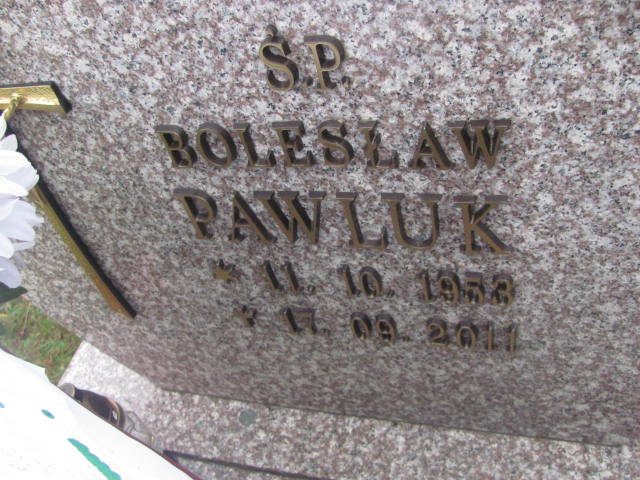 Ś.P.
BOLESŁAW
PAWLUK
★ 11. 10. 1953
✝ 17. 09. 2011